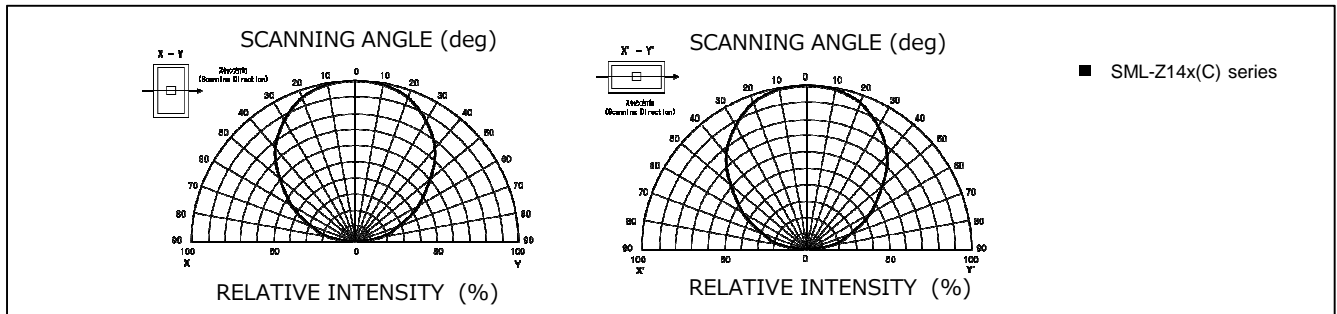 SCANNING ANGLE (deg)
X - Y
(Scanning Direction)
0
10 10
20 20
30 30
40 40
50 50
60 60
70 70
80 80
90 90
100 50 0 50 100
X Y
RELATIVE INTENSITY (%)
SCANNING ANGLE (deg)
X' - Y'
(Scanning Direction)
0
10 10
20 20
30 30
40 40
50 50
60 60
70 70
80 80
90 90
100 50 0 50 100
X' Y'
RELATIVE INTENSITY (%)
■ SML-Z14x(C) series